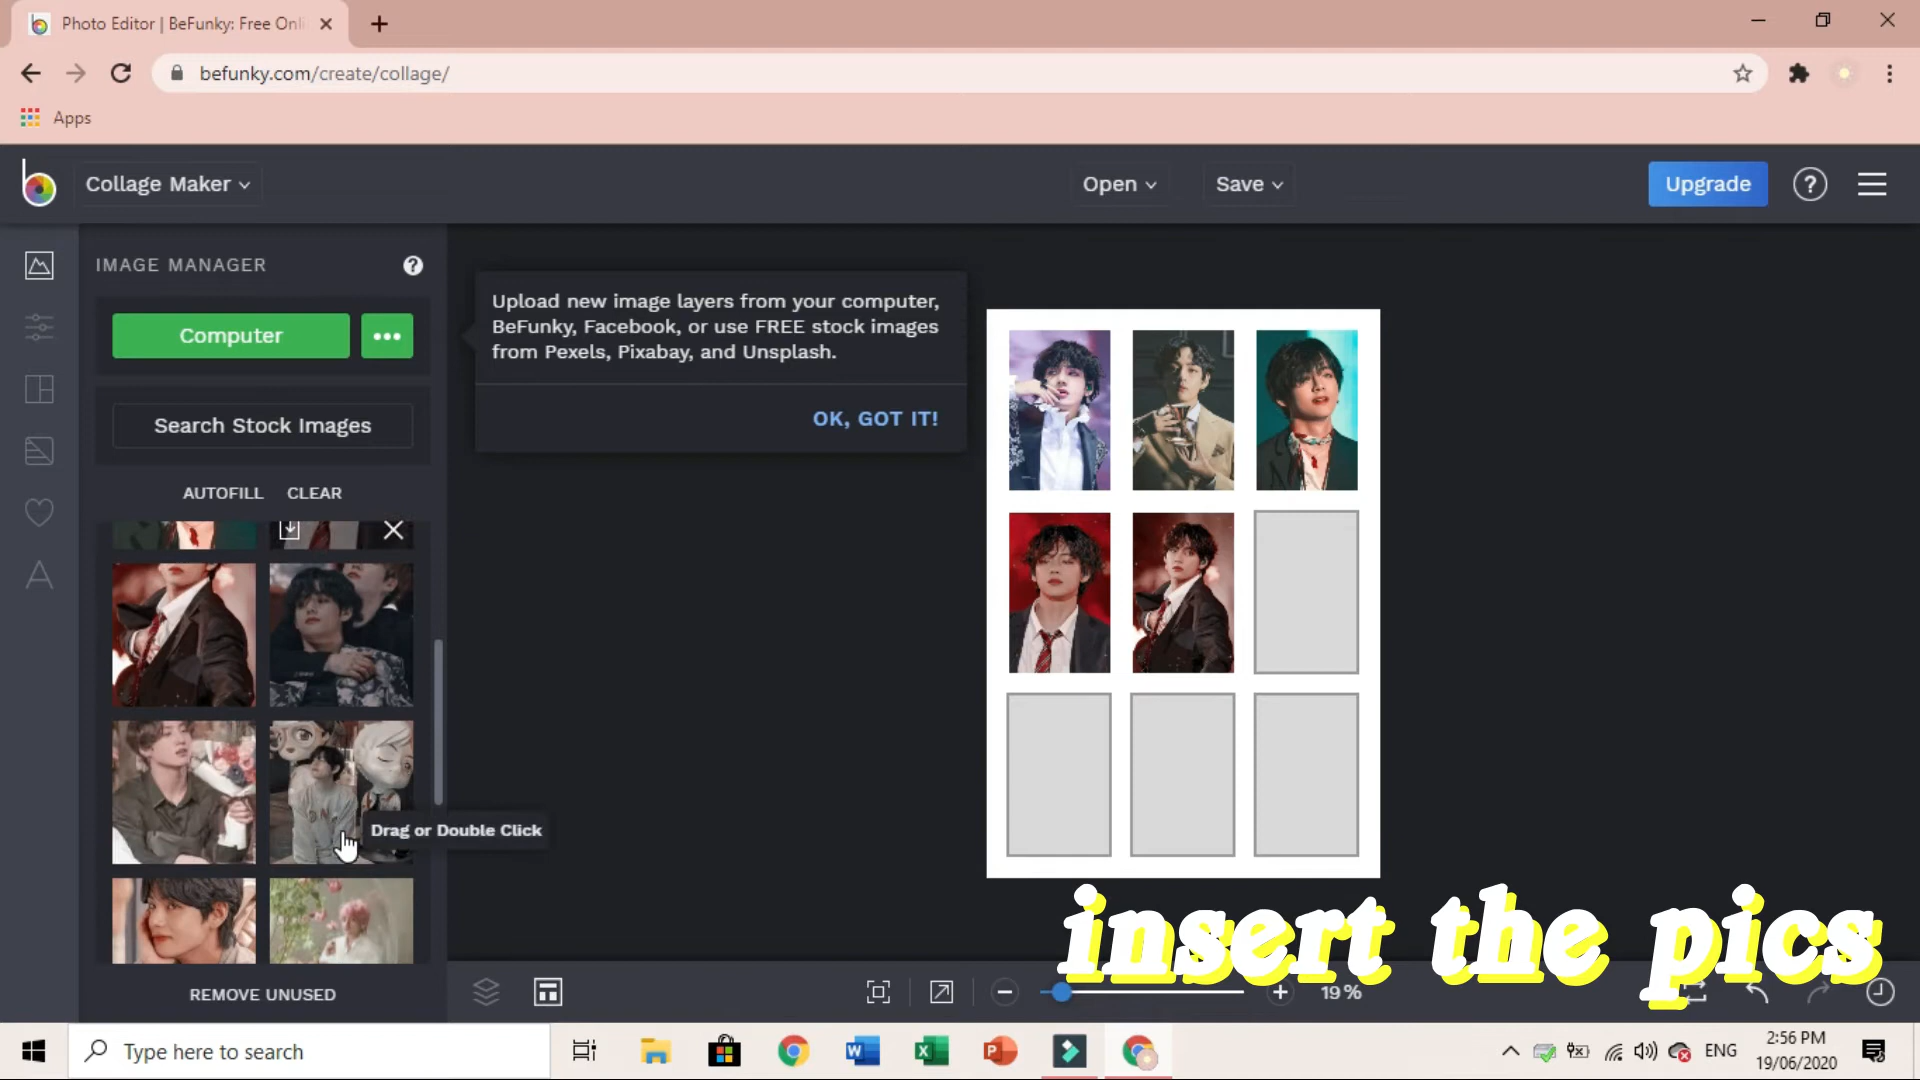 Photo Editor | BeFunky: Free Onli
befunky.com/create/collage/
Apps
Collage Maker
Open
Save
Upgrade
?
IMAGE MANAGER
?
Computer
Upload new image layers from your computer,
BeFunky, Facebook, or use FREE stock images
from Pexels, Pixabay, and Unsplash.
OK, GOT IT!
Search Stock Images
AUTOFILL CLEAR
Drag or Double Click
insert the pics
REMOVE UNUSED
19 %
Type here to search
ENG
2:56 PM
19/06/2020